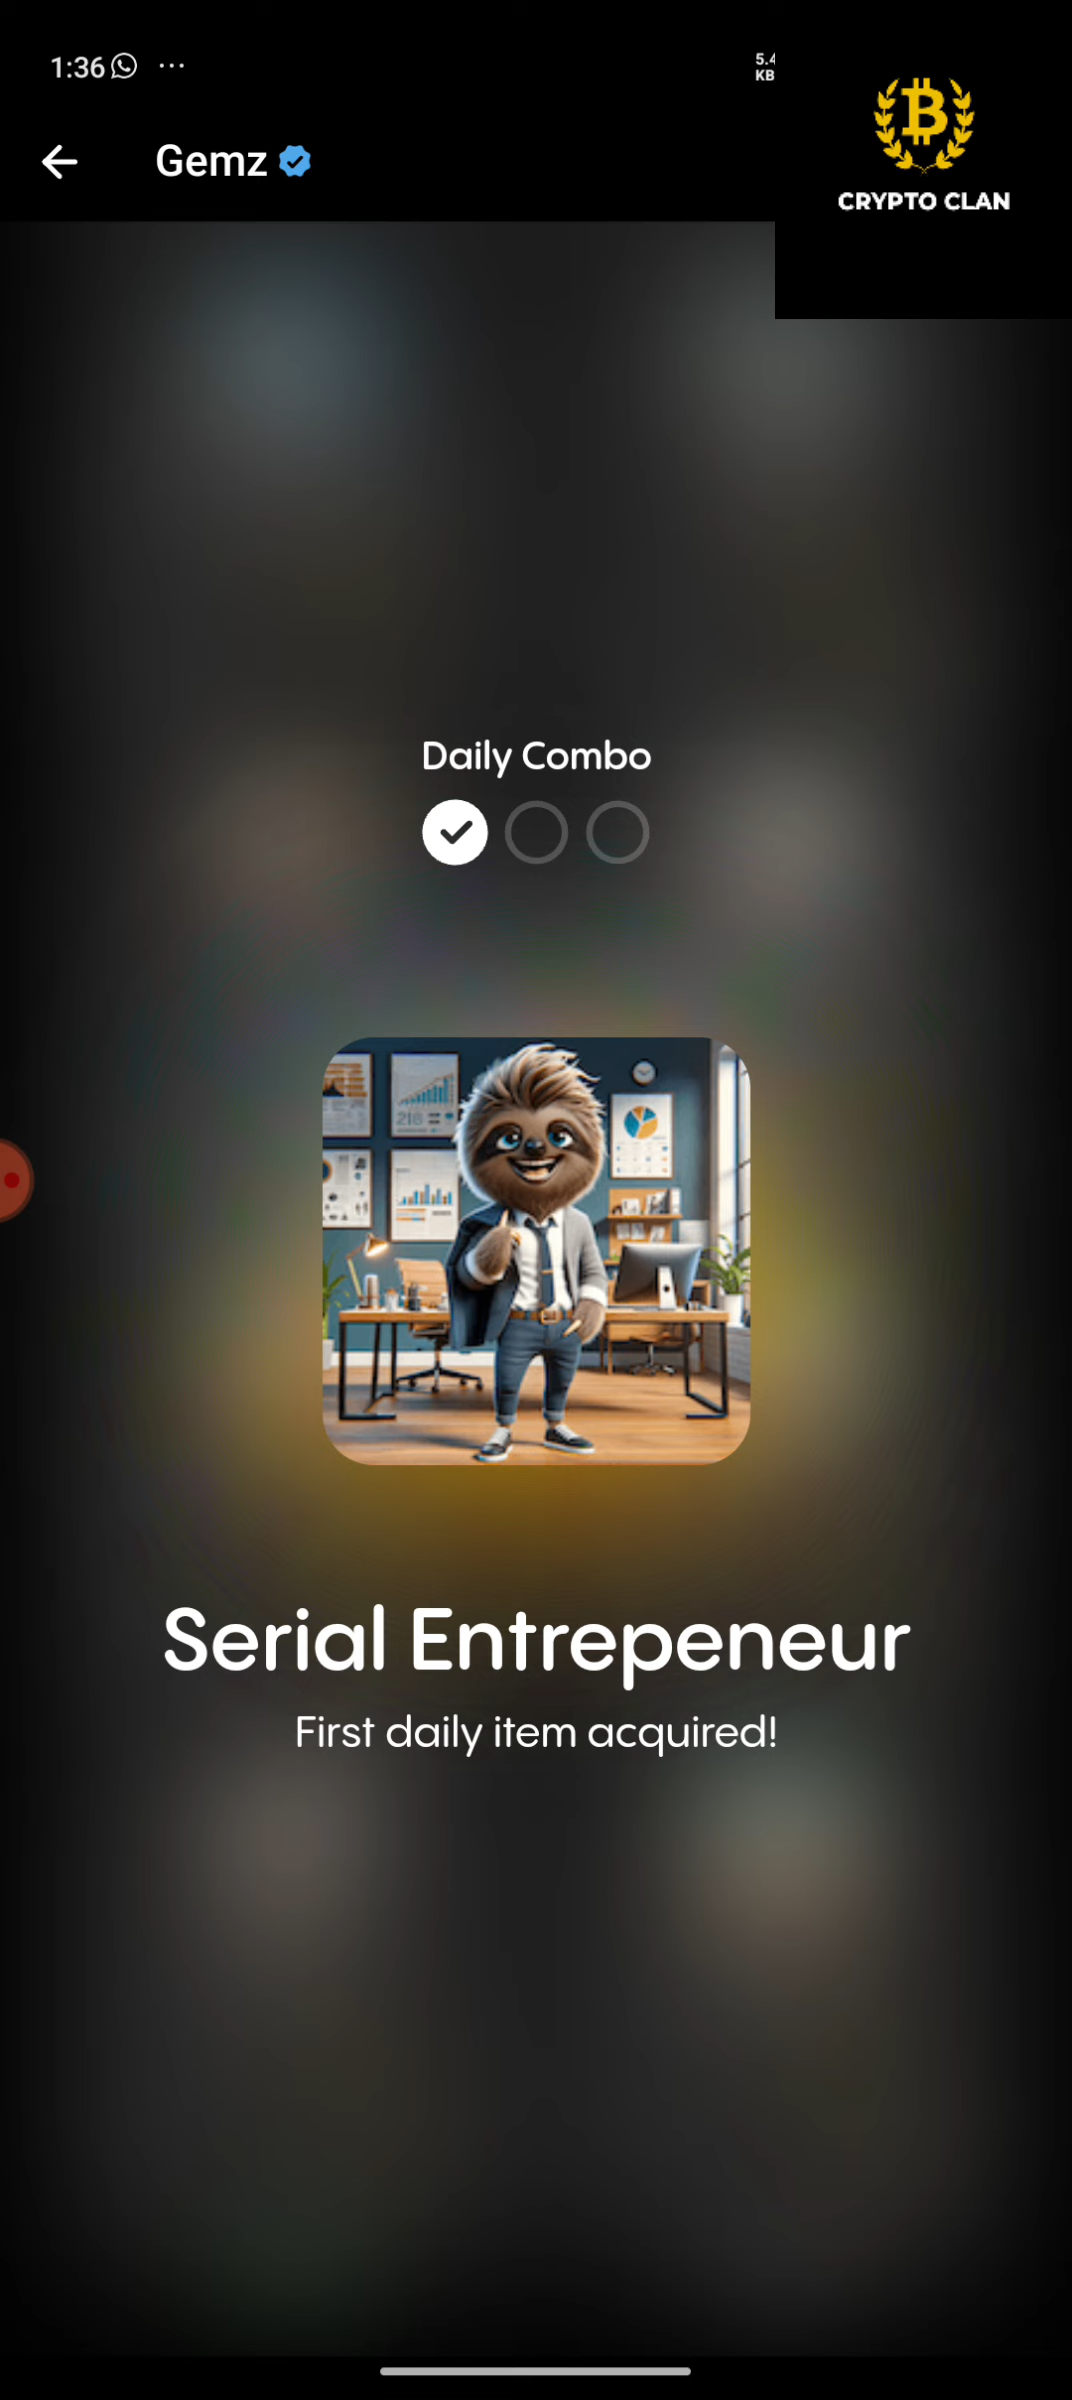 1:36
5.4
KB
Gemz
CRYPTO CLAN
Daily Combo
Serial Entrepeneur
First daily item acquired!